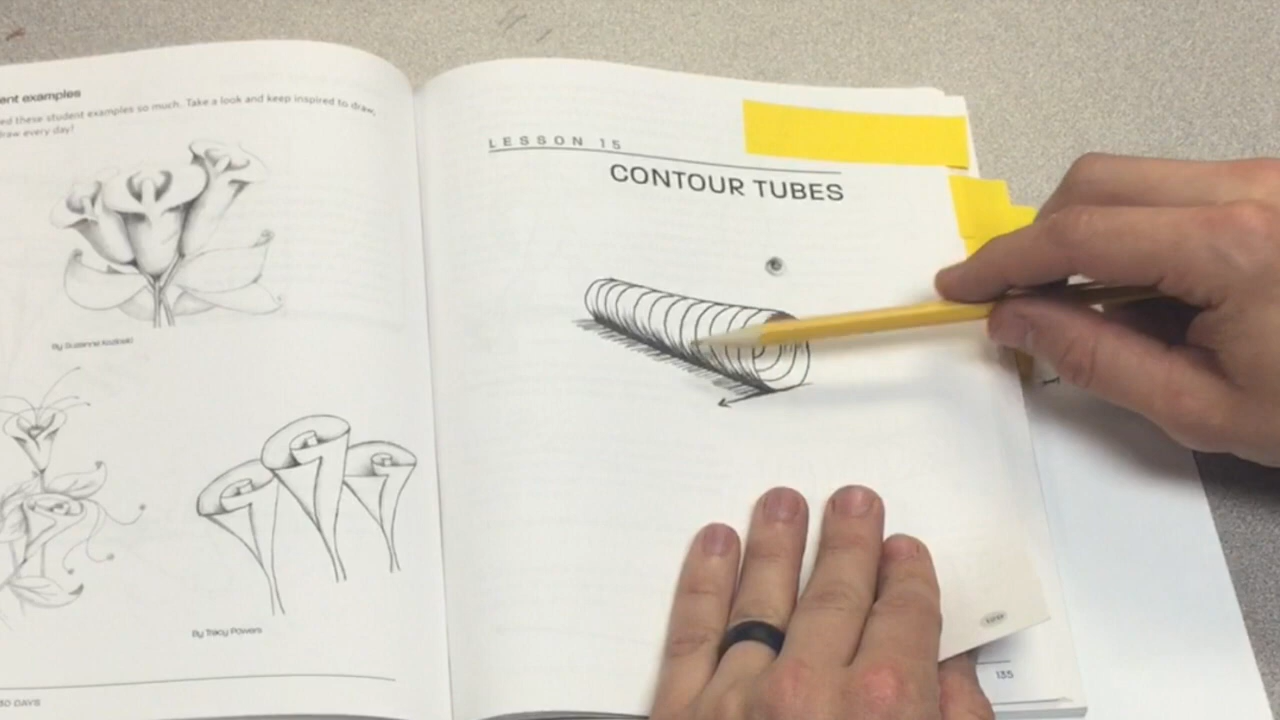 ent examples
ed these student examples so much. Take a look and keep inspired to draw,
draw every day!
By Suzanne Kozloski
By Tracy Powers
30 DAYS
LESSON 15
CONTOUR TUBES
135